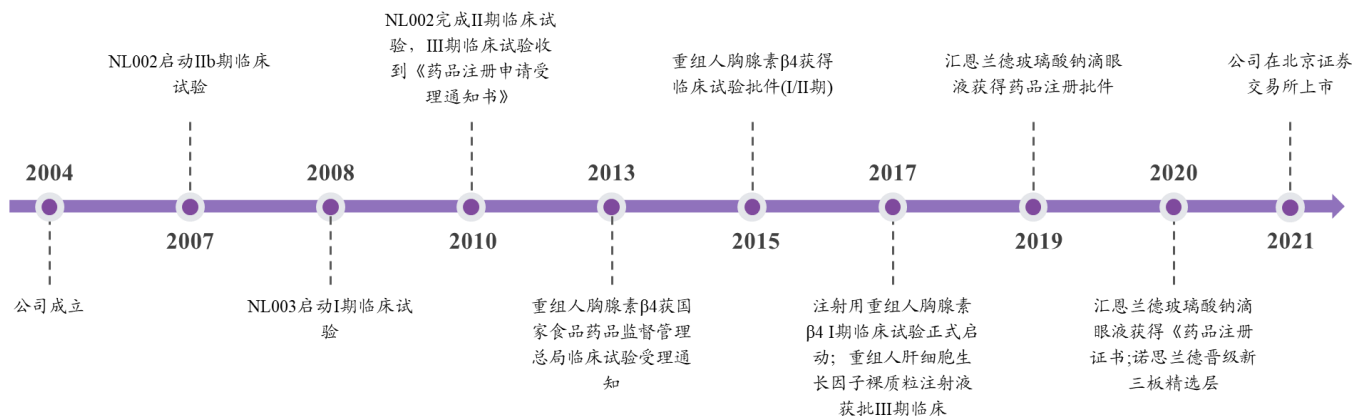 NL002启动IIb期临床
试验
NL002完成II期临床试
验，III期临床试验收
到《药品注册申请受
理通知书》
重组人胸腺素β4获得
临床试验批件(I/II期)
汇恩兰德玻璃酸钠滴眼
液获得药品注册批件
公司在北京证券
交易所上市
2004
2008
2013
2017
2020
2007
2010
2015
2019
2021
公司成立
NL003启动I期临床试
验
重组人胸腺素β4获国
家食品药品监督管理
总局临床试验受理通
知
注射用重组人胸腺素
β4 I期临床试验正式启
动；重组人肝细胞生
长因子裸质粒注射液
获批III期临床
汇恩兰德玻璃酸钠滴
眼液获得《药品注册
证书;诺思兰德晋级新
三板精选层